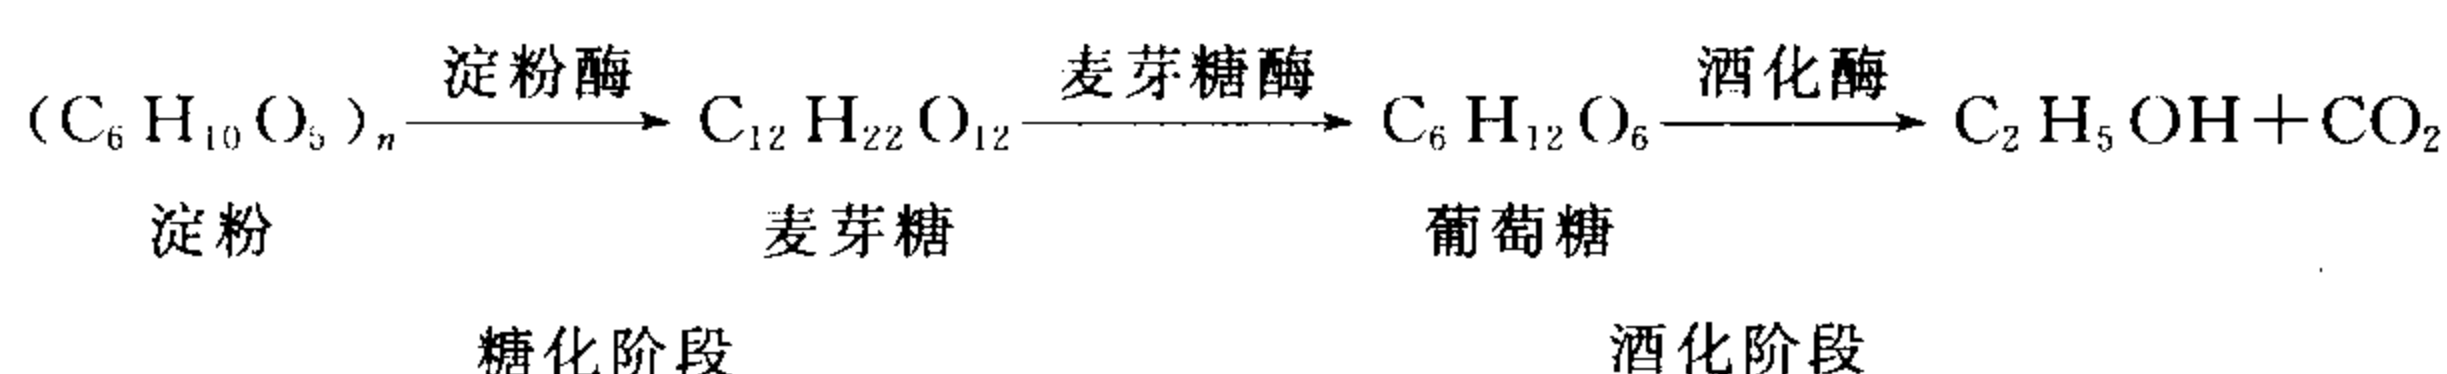 淀粉酶 麦芽糖酶 酒化酶
(C₆H₁₀O₅)ₙ → C₁₂H₂₂O₁₂ → C₆H₁₂O₆ → C₂H₅OH+CO₂
淀粉 麦芽糖 葡萄糖
糖化阶段 酒化阶段